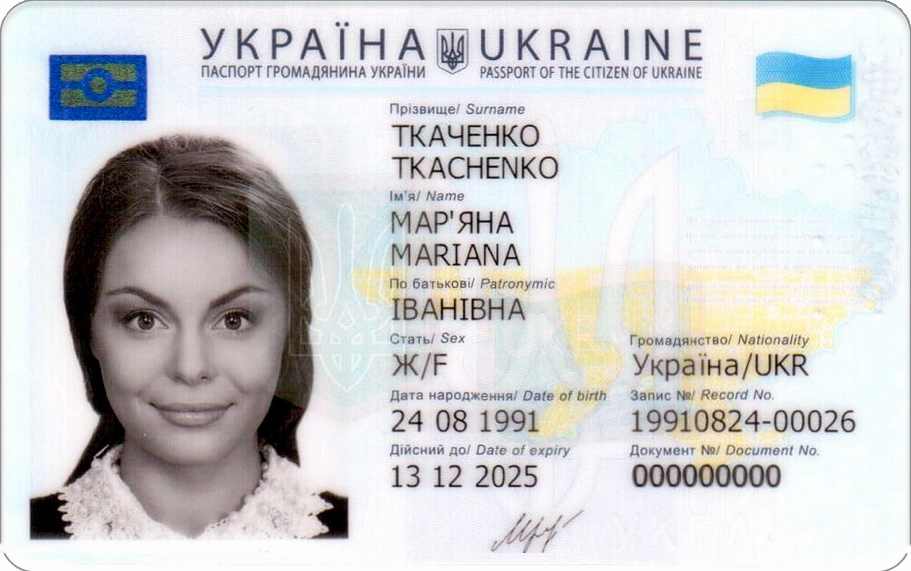 УКРАЇНА UKRAINE
ПАСПОРТ ГРОМАДЯНИНА УКРАЇНИ PASSPORT OF THE CITIZEN OF UKRAINE
Прізвище/ Surname
ТКАЧЕНКО
TKACHENKO
Ім'я/ Name
МАР'ЯНА
MARIANA
По батькові/ Patronymic
ІВАНІВНА
Стать/ Sex
Ж/F
Громадянство/ Nationality
Україна/UKR
Дата народження/ Date of birth
24 08 1991
Запис №/ Record No.
19910824-00026
Дійсний до/ Date of expiry
13 12 2025
Документ №/ Document No.
000000000